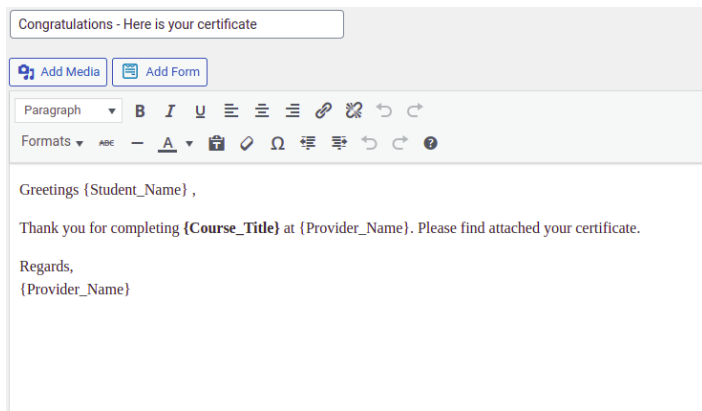 Congratulations - Here is your certificate
Add Media Add Form
Paragraph B I U
Formats ABC A Ω ?
Greetings {Student_Name} ,
Thank you for completing {Course_Title} at {Provider_Name}. Please find attached your certificate.
Regards,
{Provider_Name}